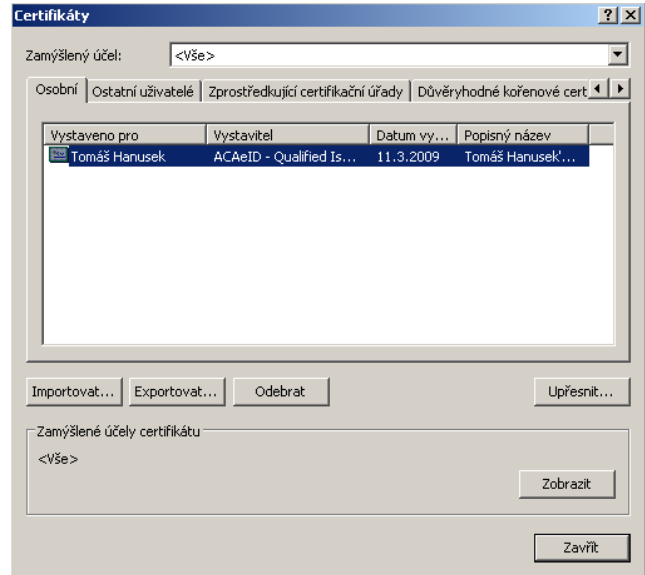 Certifikáty
Zamýšlený účel: <Vše>
Osobní Ostatní uživatelé Zprostředkující certifikační úřady Důvěryhodné kořenové cert
Vystaveno pro Vystavitel Datum vy... Popisný název
Tomáš Hanusek ACAeID - Qualified Is... 11.3.2009 Tomáš Hanusek'...
Importovat... Exportovat... Odebrat Upřesnit...
Zamýšlené účely certifikátu
<Vše>
Zobrazit
Zavřít